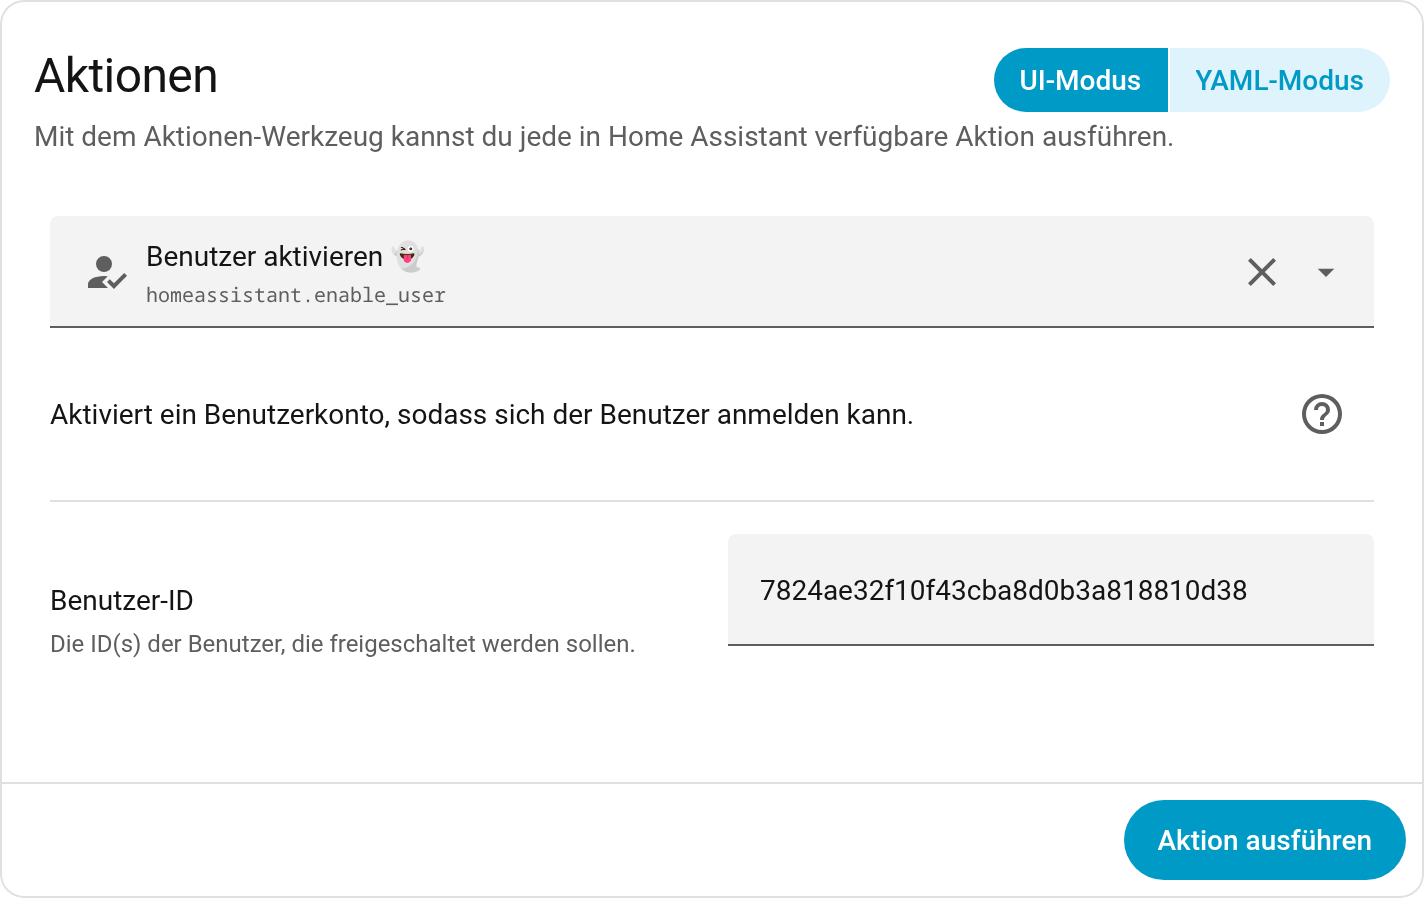 Aktionen
UI-Modus
YAML-Modus
Mit dem Aktionen-Werkzeug kannst du jede in Home Assistant verfügbare Aktion ausführen.
Benutzer aktivieren 👻
homeassistant.enable_user
Aktiviert ein Benutzerkonto, sodass sich der Benutzer anmelden kann.
Benutzer-ID
Die ID(s) der Benutzer, die freigeschaltet werden sollen.
7824ae32f10f43cba8d0b3a818810d38
Aktion ausführen